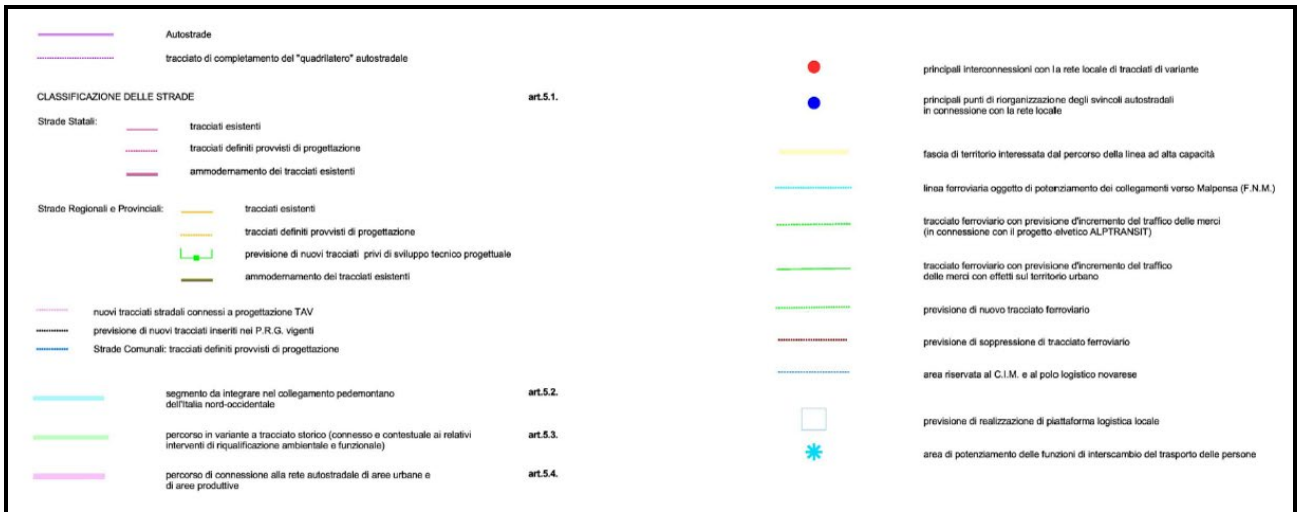 Autostrade
tracciato di completamento del "quadrilatero" autostradale
CLASSIFICAZIONE DELLE STRADE art.5.1.
Strade Statali:
tracciati esistenti
tracciati definiti provvisti di progettazione
ammodernamento dei tracciati esistenti
Strade Regionali e Provinciali:
tracciati esistenti
tracciati definiti provvisti di progettazione
previsione di nuovi tracciati privi di sviluppo tecnico progettuale
ammodernamento dei tracciati esistenti
nuovi tracciati stradali connessi a progettazione TAV
previsione di nuovi tracciati inseriti nei P.R.G. vigenti
Strade Comunali: tracciati definiti provvisti di progettazione
segmento da integrare nel collegamento pedemontano art.5.2.
dell'Italia nord-occidentale
percorso in variante a tracciato storico (connesso e contestuale ai relativi art.5.3.
interventi di riqualificazione ambientale e funzionale)
percorso di connessione alla rete autostradale di aree urbane e art.5.4.
di aree produttive
principali interconnessioni con la rete locale di tracciati di variante
principali punti di riorganizzazione degli svincoli autostradali
in connessione con la rete locale
fascia di territorio interessata dal percorso della linea ad alta capacità
linea ferroviaria oggetto di potenziamento dei collegamenti verso Malpensa (F.N.M.)
tracciato ferroviario con previsione d'incremento del traffico delle merci
(in connessione con il progetto elvetico ALPTRANSIT)
tracciato ferroviario con previsione d'incremento del traffico
delle merci con effetti sul territorio urbano
previsione di nuovo tracciato ferroviario
previsione di soppressione di tracciato ferroviario
area riservata al C.I.M. e al polo logistico novarese
previsione di realizzazione di piattaforma logistica locale
area di potenziamento delle funzioni di interscambio del trasporto delle persone